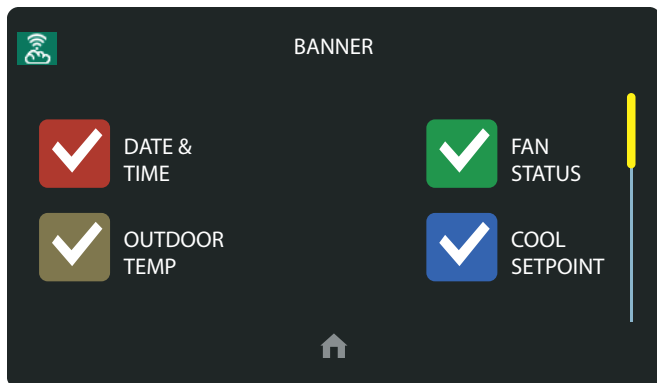 BANNER
DATE &
TIME
FAN
STATUS
OUTDOOR
TEMP
COOL
SETPOINT